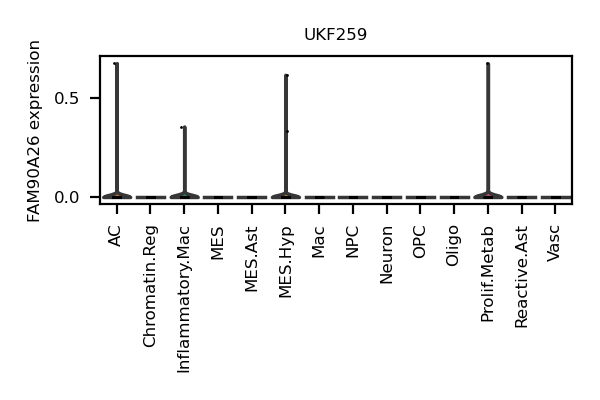 UKF259
FAM90A26 expression
0.5
0.0
AC
Chromatin.Reg
Inflammatory.Mac
MES
MES.Ast
MES.Hyp
Mac
NPC
Neuron
OPC
Oligo
Prolif.Metab
Reactive.Ast
Vasc